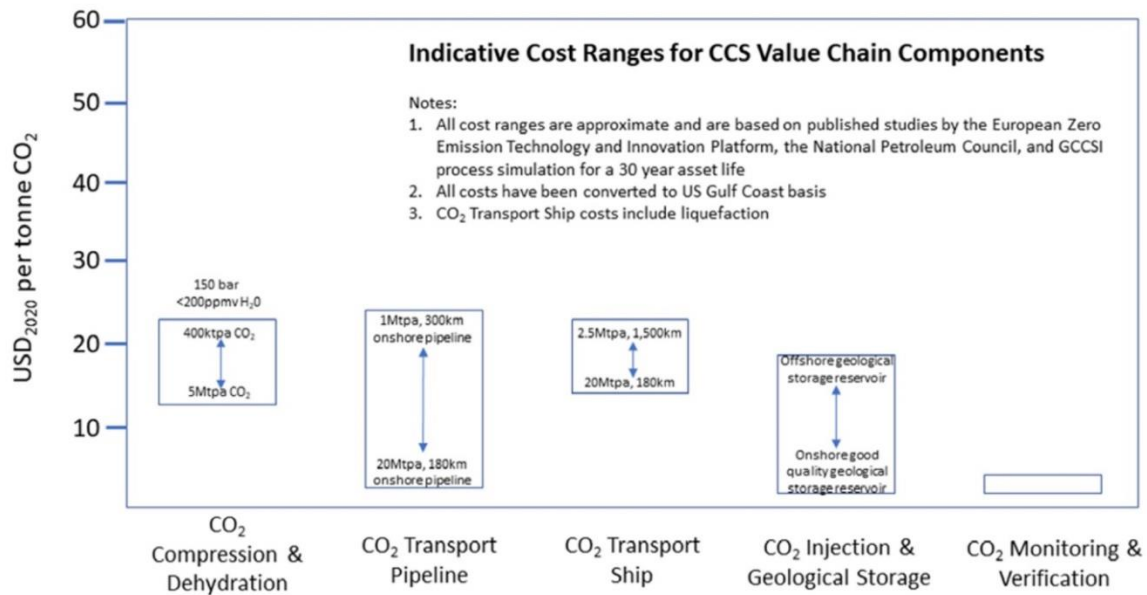 60
50
40
30
20
10
USD2020 per tonne CO2
Indicative Cost Ranges for CCS Value Chain Components
Notes:
1. All cost ranges are approximate and are based on published studies by the European Zero
Emission Technology and Innovation Platform, the National Petroleum Council, and GCCSI
process simulation for a 30 year asset life
2. All costs have been converted to US Gulf Coast basis
3. CO2 Transport Ship costs include liquefaction
150 bar
<200ppmv H20
400ktpa CO2
5Mtpa CO2
1Mtpa, 300km
onshore pipeline
20Mtpa, 180km
onshore pipeline
2.5Mtpa, 1,500km
20Mtpa, 180km
Offshore geological
storage reservoir
Onshore good
quality geological
storage reservoir
CO2
Compression &
Dehydration
CO2 Transport
Pipeline
CO2 Transport
Ship
CO2 Injection &
Geological Storage
CO2 Monitoring &
Verification